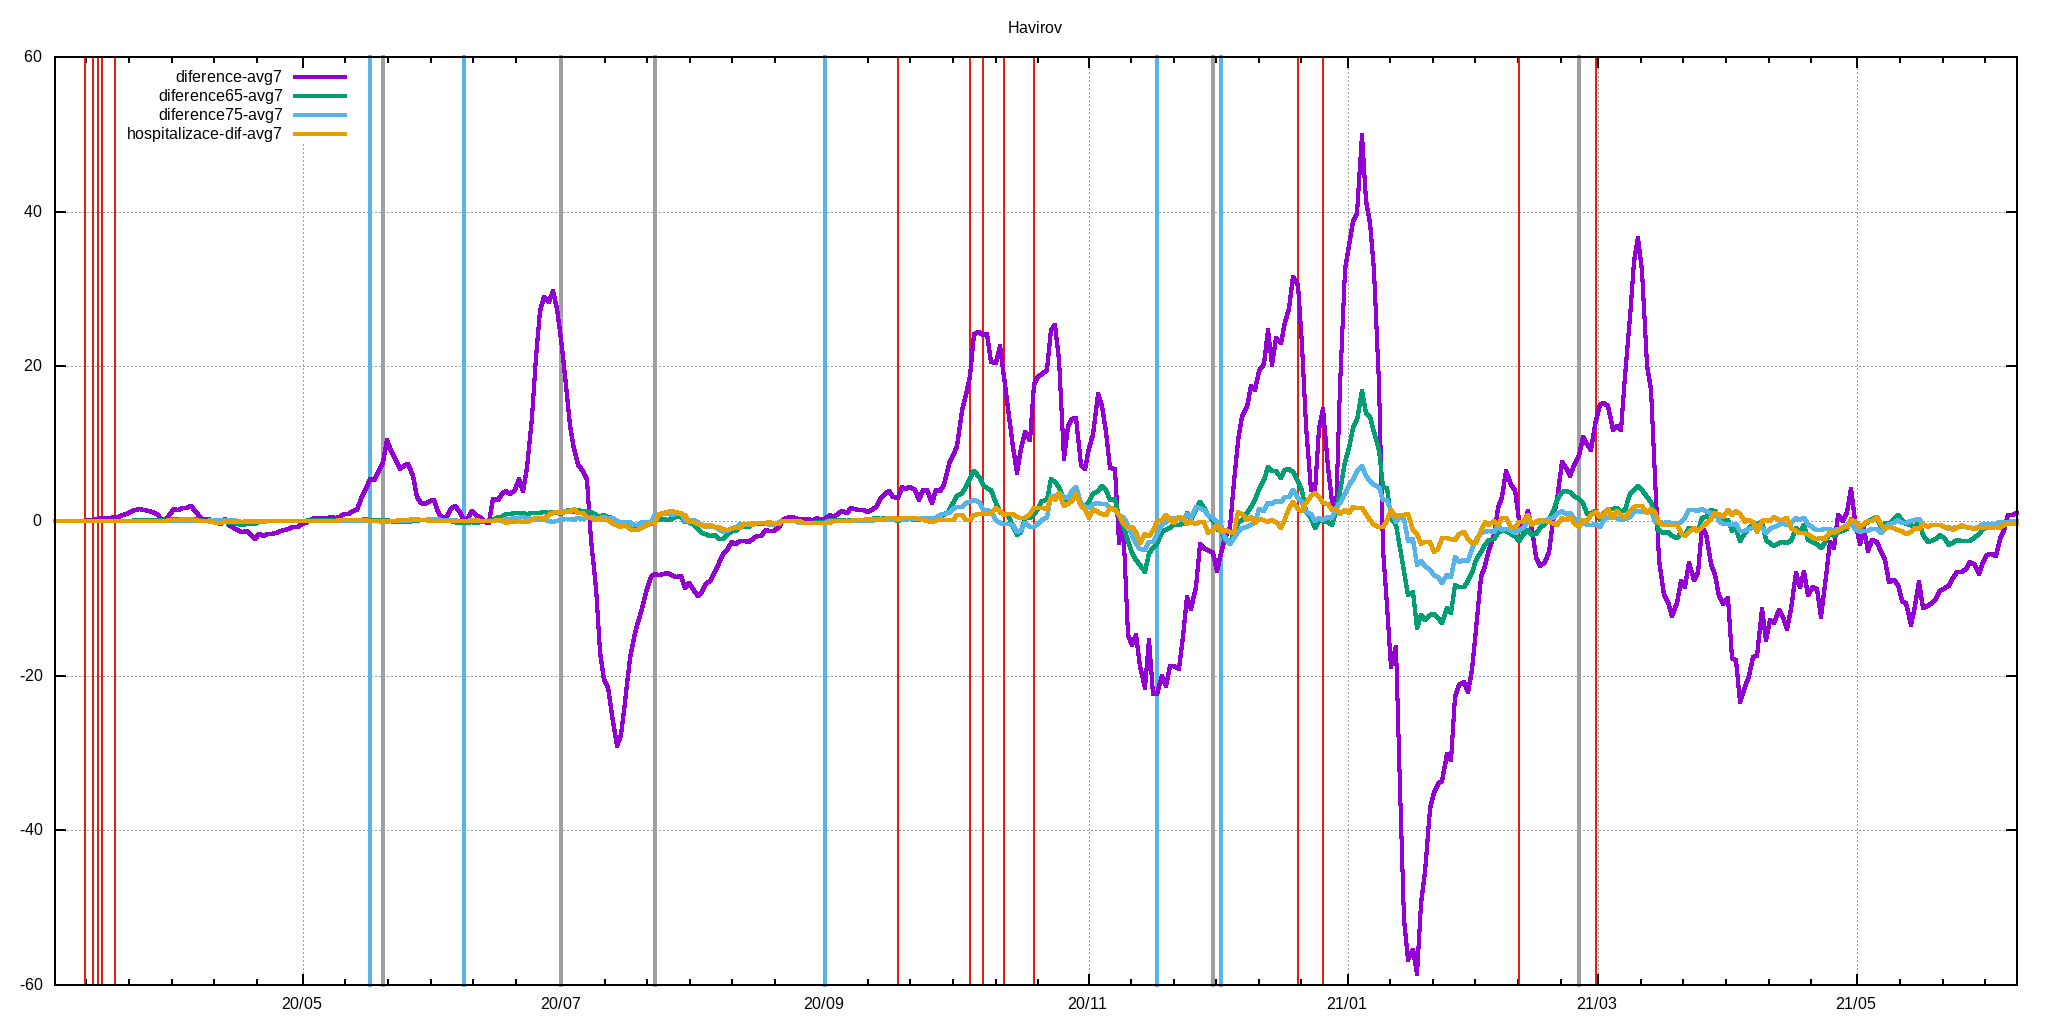 Havirov
diference-avg7
diference65-avg7
diference75-avg7
hospitalizace-dif-avg7
60
40
20
0
-20
-40
-60
20/05 20/07 20/09 20/11 21/01 21/03 21/05